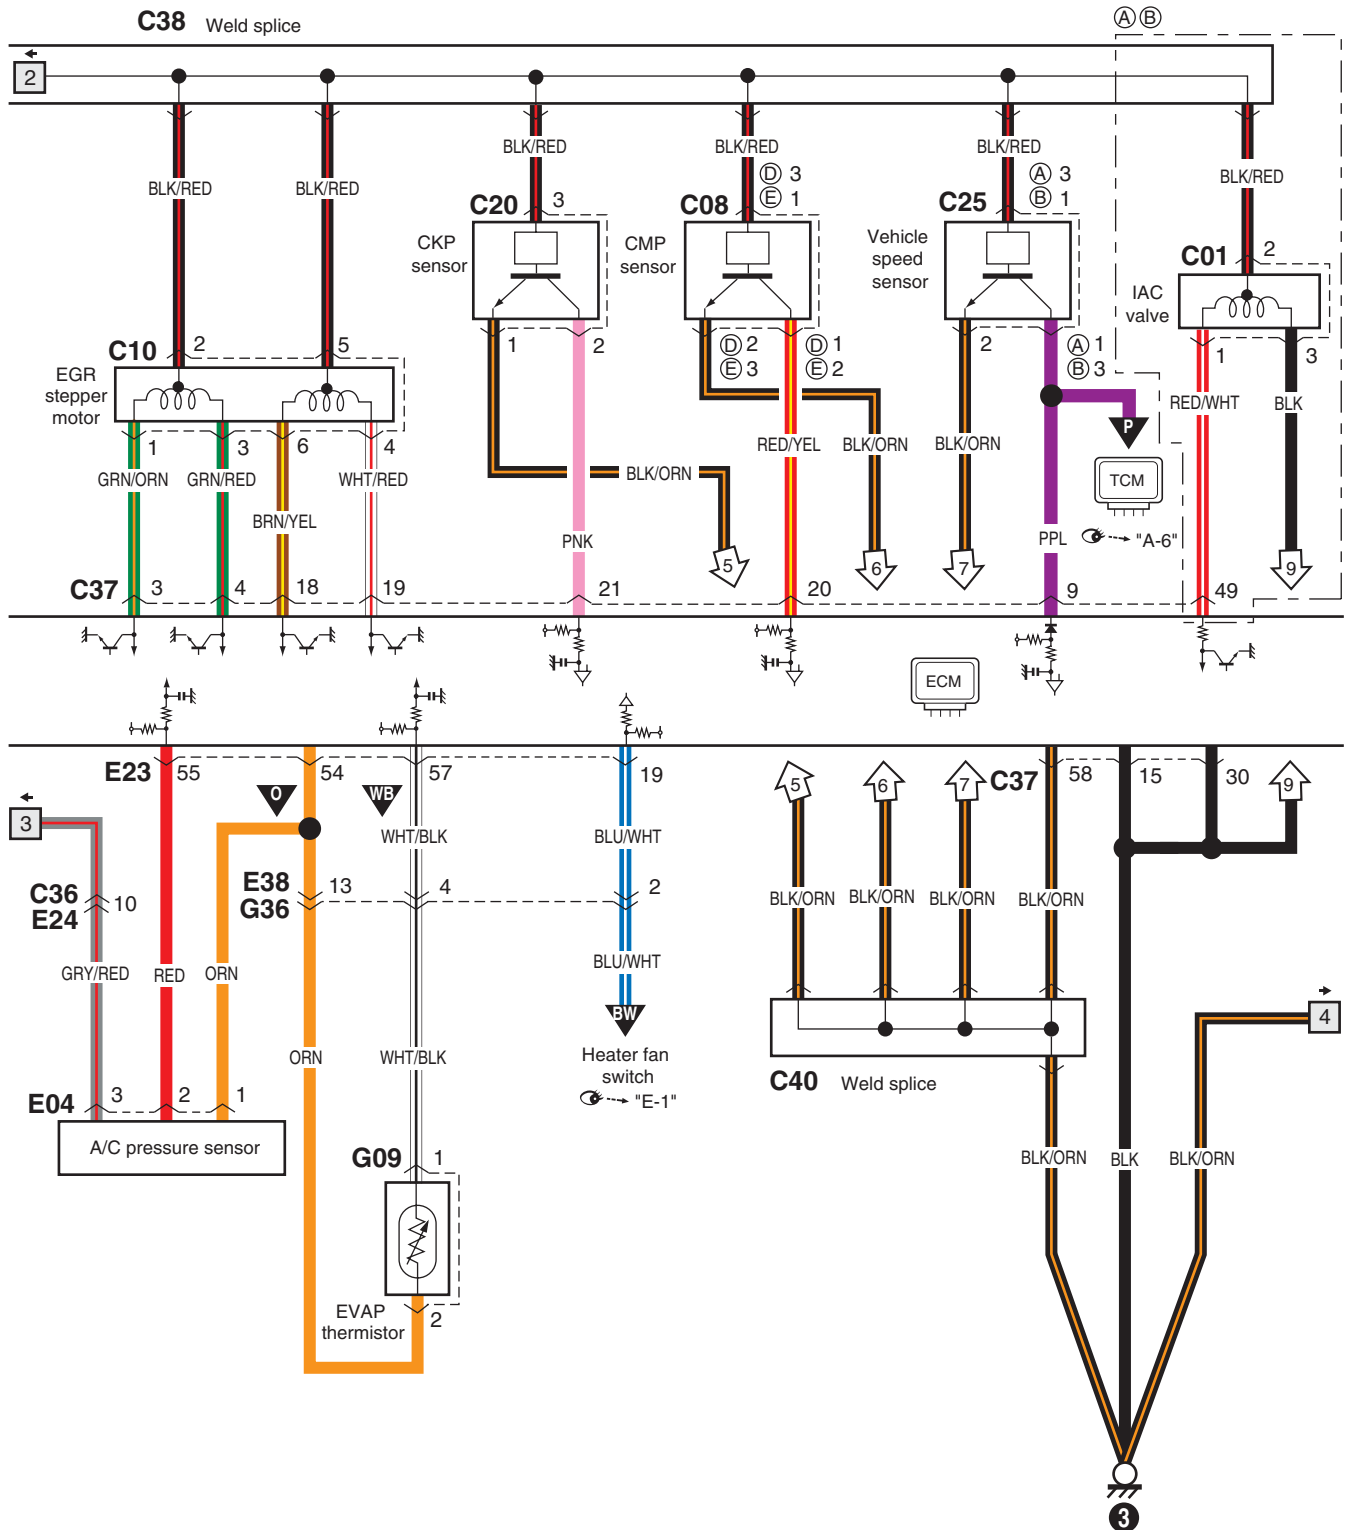 C38 Weld splice
A B
2
BLK/RED BLK/RED BLK/RED BLK/RED BLK/RED BLK/RED
D 3
E 1
A 3
B 1
C20 3
C08
C25
CKP sensor
CMP sensor
Vehicle speed sensor
C01 2
IAC valve
C10 2 5
EGR stepper motor
1 2
D 2 D 1
E 3 E 2
2
A 1
B 3
1 3
1 3 6 4
GRN/ORN GRN/RED BRN/YEL WHT/RED
BLK/ORN
PNK
RED/YEL
BLK/ORN
BLK/ORN
PPL
P
TCM
"A-6"
RED/WHT
BLK
5 6 7 9
C37 3 4 18 19 21 20 9 49
ECM
E23 55 54 57 19
C37 58 15 30
5 6 7 9
O WB
3
WHT/BLK
BLU/WHT
E38 13 4 2
G36
C36
E24 10
BLK/ORN BLK/ORN BLK/ORN BLK/ORN
GRY/RED RED ORN
BLU/WHT
BW
Heater fan switch
"E-1"
ORN
WHT/BLK
4
C40 Weld splice
E04 3 2 1
A/C pressure sensor
G09 1
BLK/ORN BLK BLK/ORN
EVAP thermistor
2
3